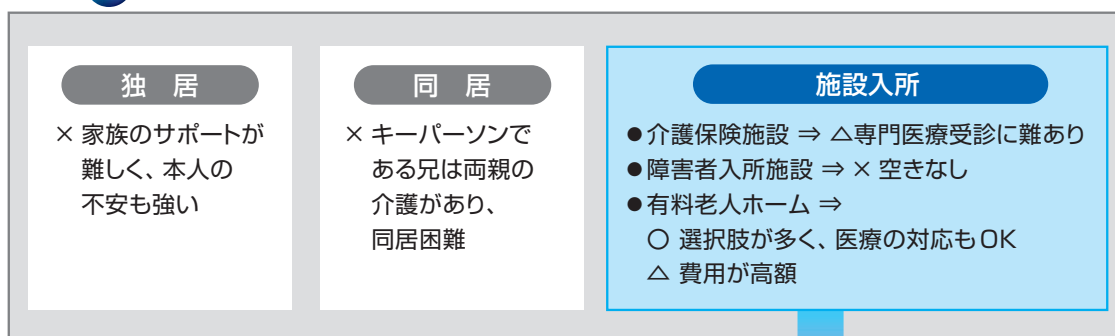 独 居
× 家族のサポートが
難しく、本人の
不安も強い
同 居
× キーパーソンで
ある兄は両親の
介護があり、
同居困難
施設入所
●介護保険施設 ⇒ △専門医療受診に難あり
●障害者入所施設 ⇒ × 空きなし
●有料老人ホーム ⇒
〇 選択肢が多く、医療の対応もOK
△ 費用が高額